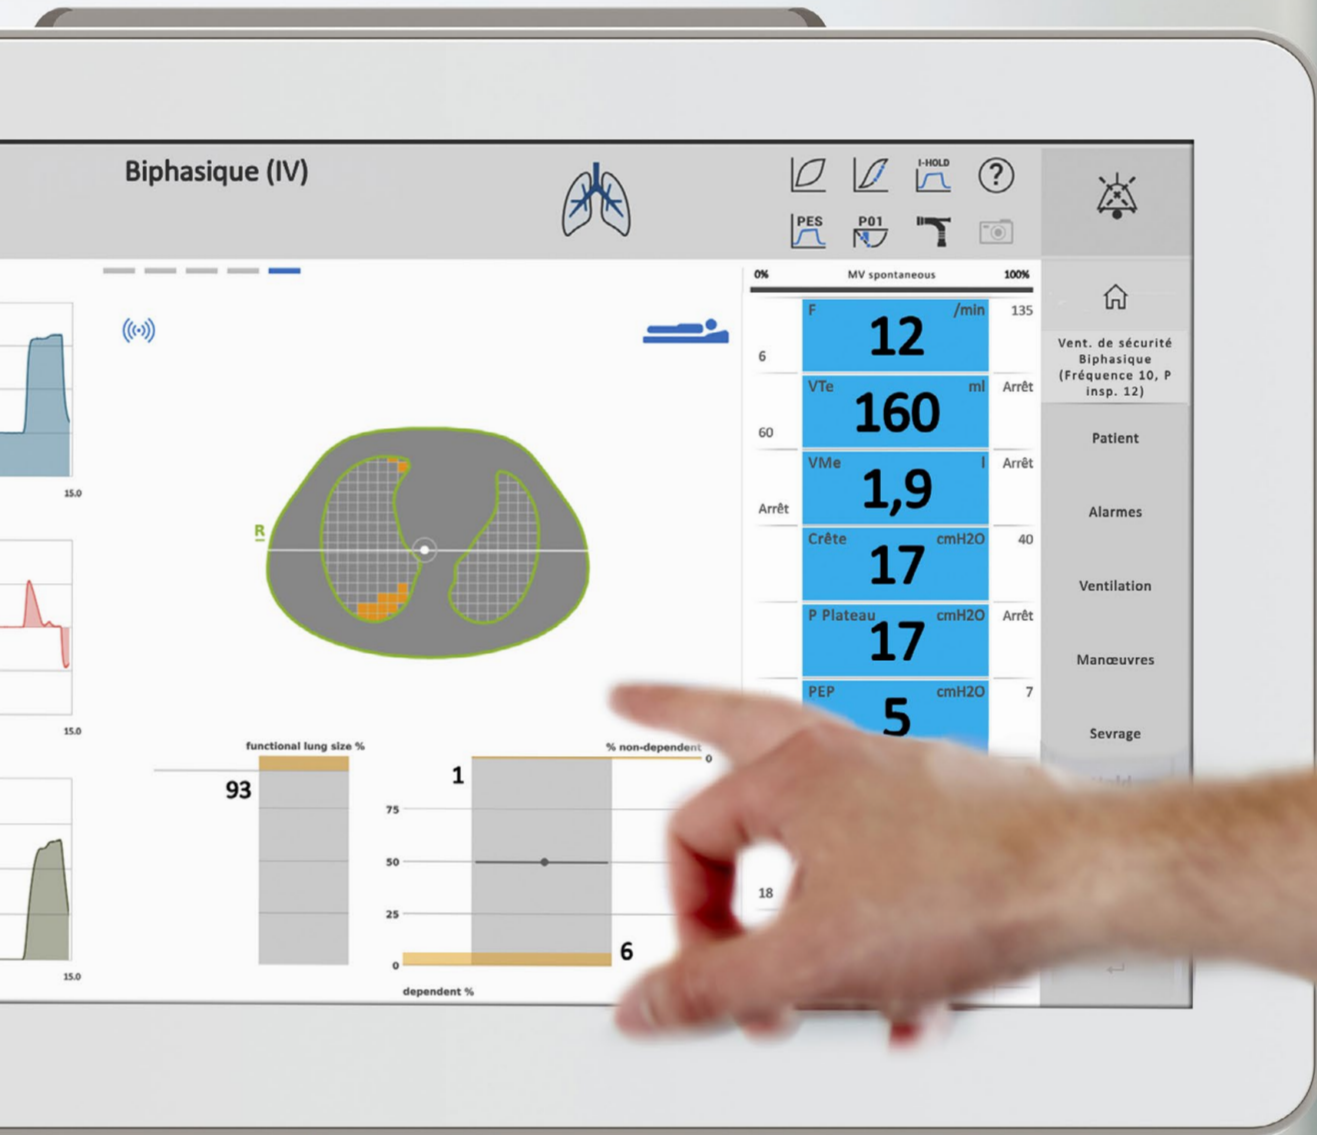 Biphasique (IV)
I-HOLD
?
PES
P01
0% MV spontaneous 100%
F /min 135
12
6
Vent. de sécurité
Biphasique
(Fréquence 10, P
insp. 12)
VTe ml Arrêt
160
60
Patient
VMe l Arrêt
1,9
Arrêt
15.0
Alarmes
R
Crête cmH2O 40
17
Ventilation
P Plateau cmH2O Arrêt
17
Manœuvres
PEP cmH2O 7
5
15.0
Sevrage
functional lung size %
% non-dependent
0
93
1
75
50
25
0
18
6
15.0
dependent %